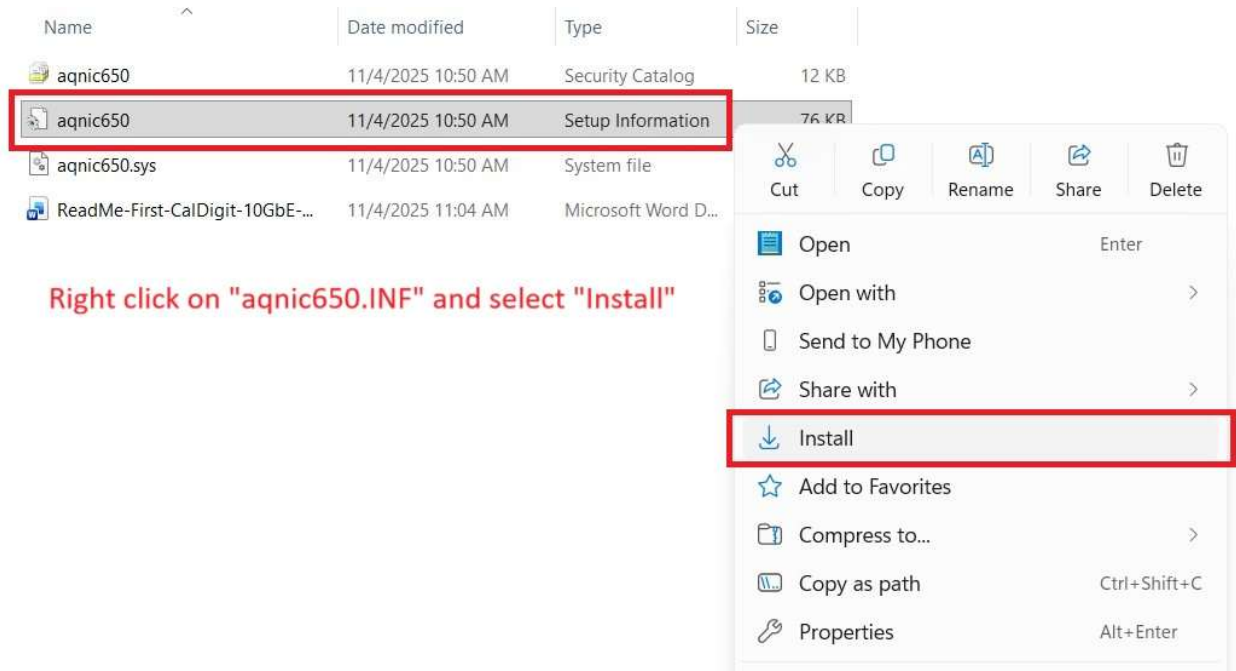 Name Date modified Type Size
aqnic650 11/4/2025 10:50 AM Security Catalog 12 KB
aqnic650 11/4/2025 10:50 AM Setup Information 76 KB
aqnic650.sys 11/4/2025 10:50 AM System file
ReadMe-First-CalDigit-10GbE-... 11/4/2025 11:04 AM Microsoft Word D...
Cut Copy Rename Share Delete
Open Enter
Right click on "aqnic650.INF" and select "Install"
Open with
Send to My Phone
Share with
Install
Add to Favorites
Compress to...
Copy as path Ctrl+Shift+C
Properties Alt+Enter